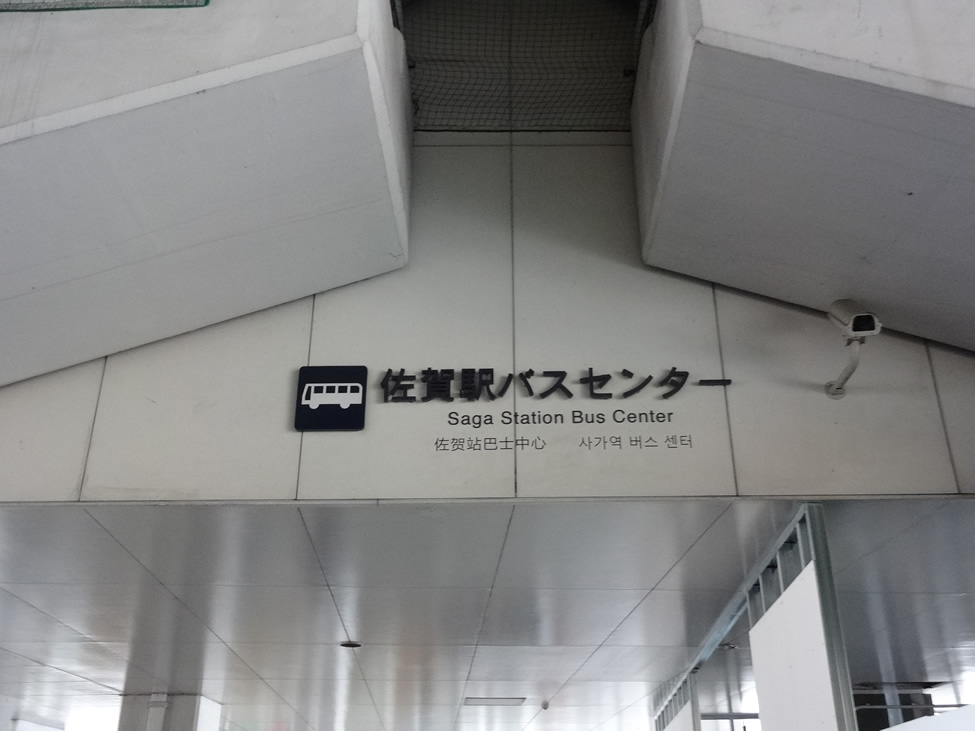 佐賀駅バスセンター
Saga Station Bus Center
佐贺站巴士中心 사가역 버스 센터